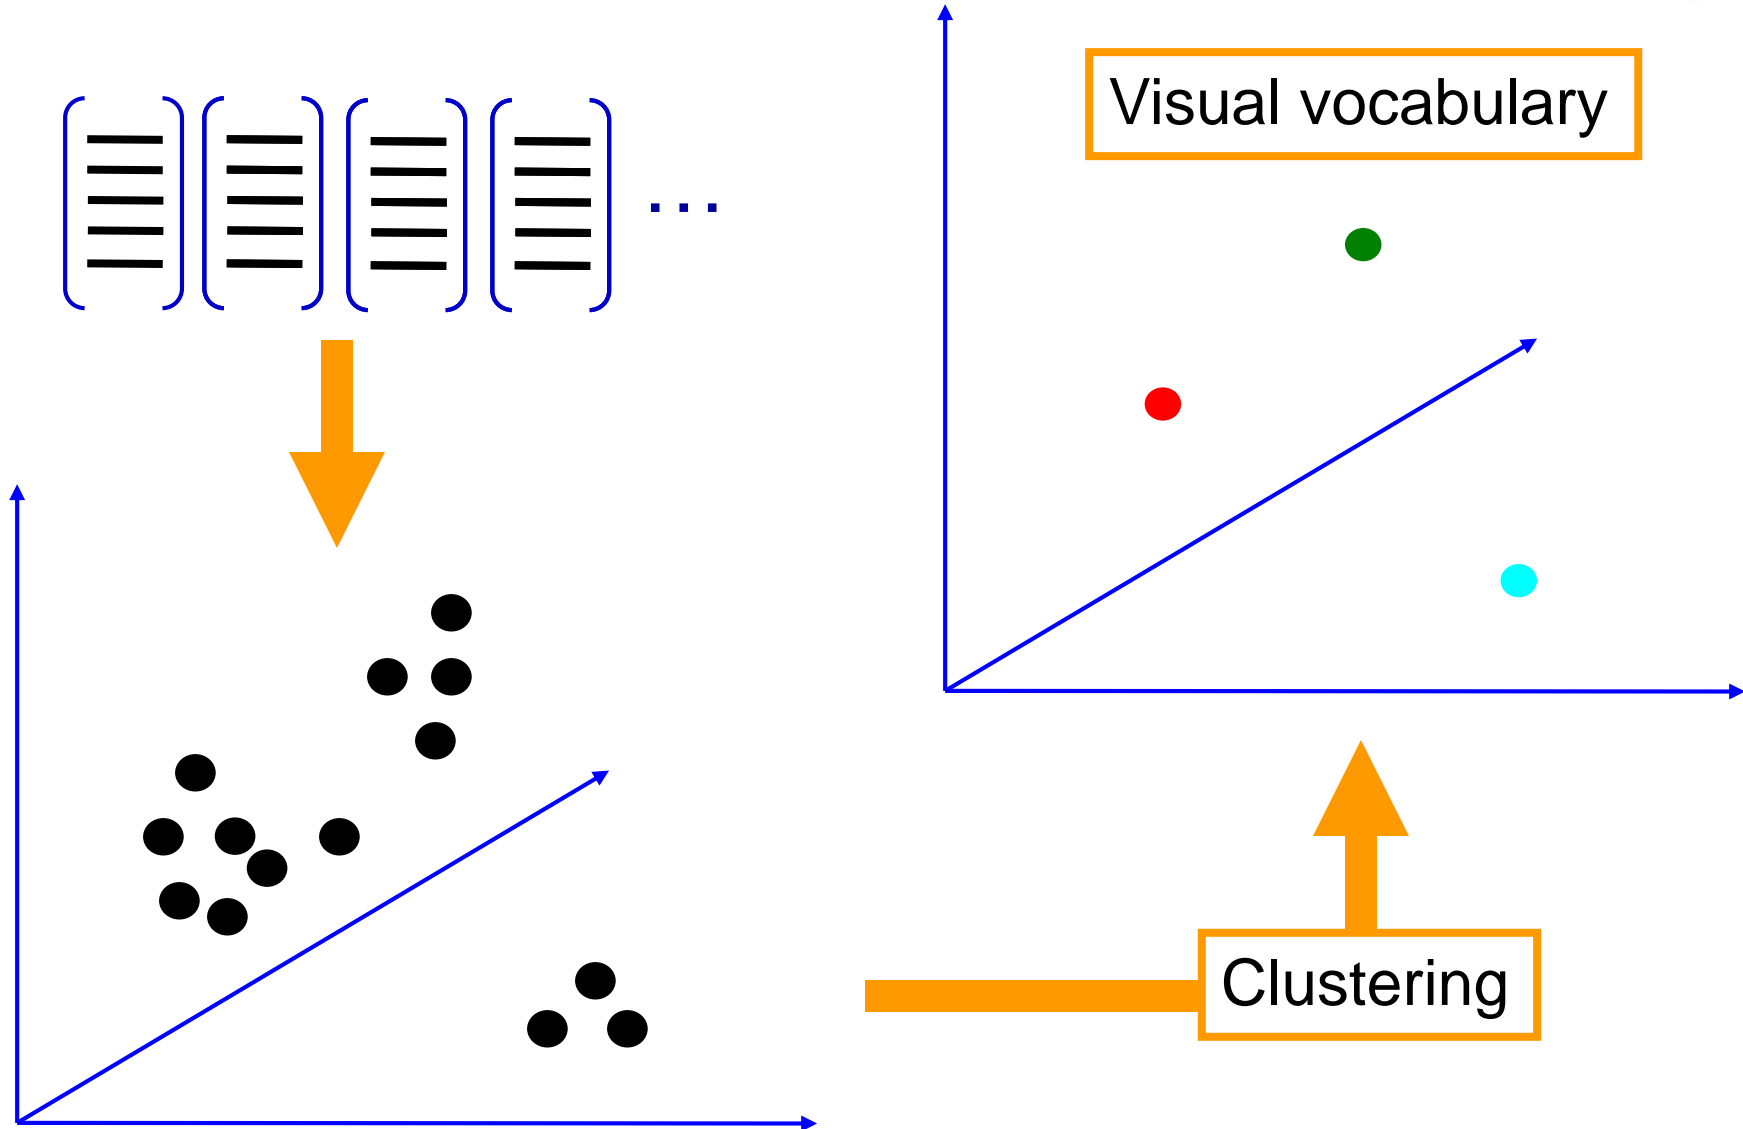 Visual vocabulary
. . .
Clustering